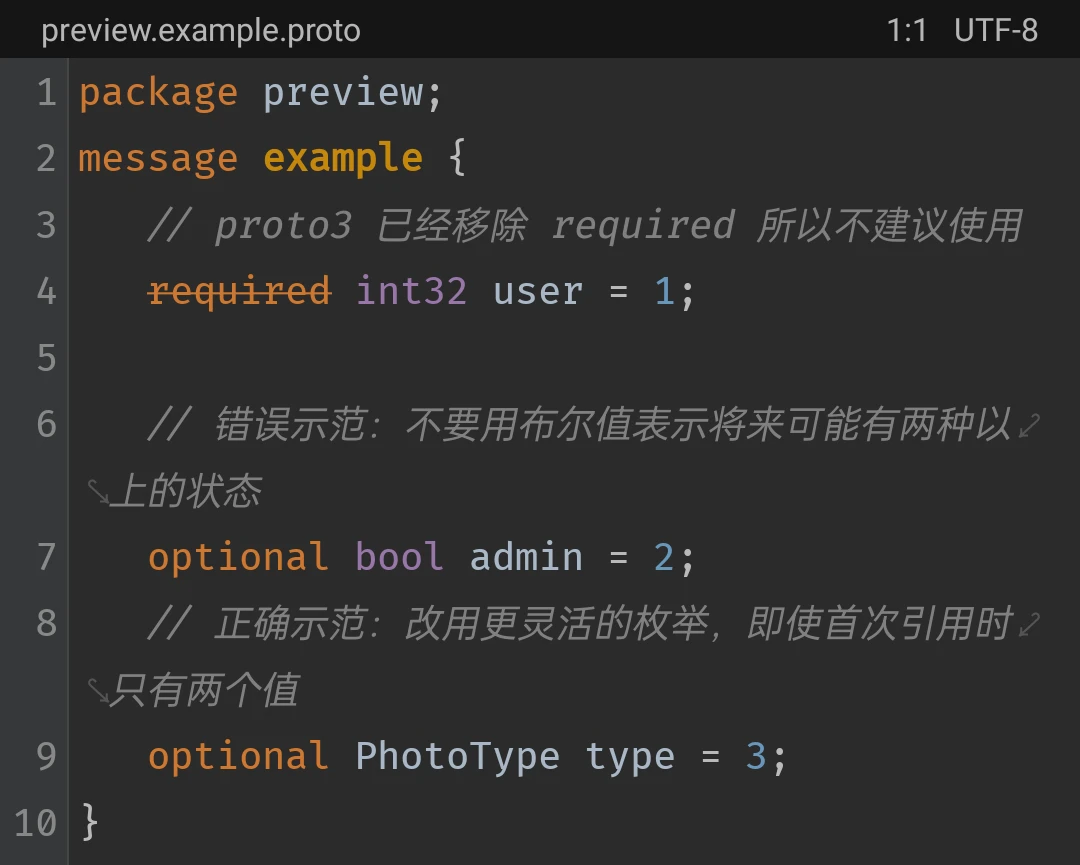 preview.example.proto 1:1 UTF-8
1 package preview;
2 message example {
3 // proto3 已经移除 required 所以不建议使用
4 required int32 user = 1;
5
6 // 错误示范：不要用布尔值表示将来可能有两种以
上的状态
7 optional bool admin = 2;
8 // 正确示范：改用更灵活的枚举，即使首次引用时
只有两个值
9 optional PhotoType type = 3;
10 }